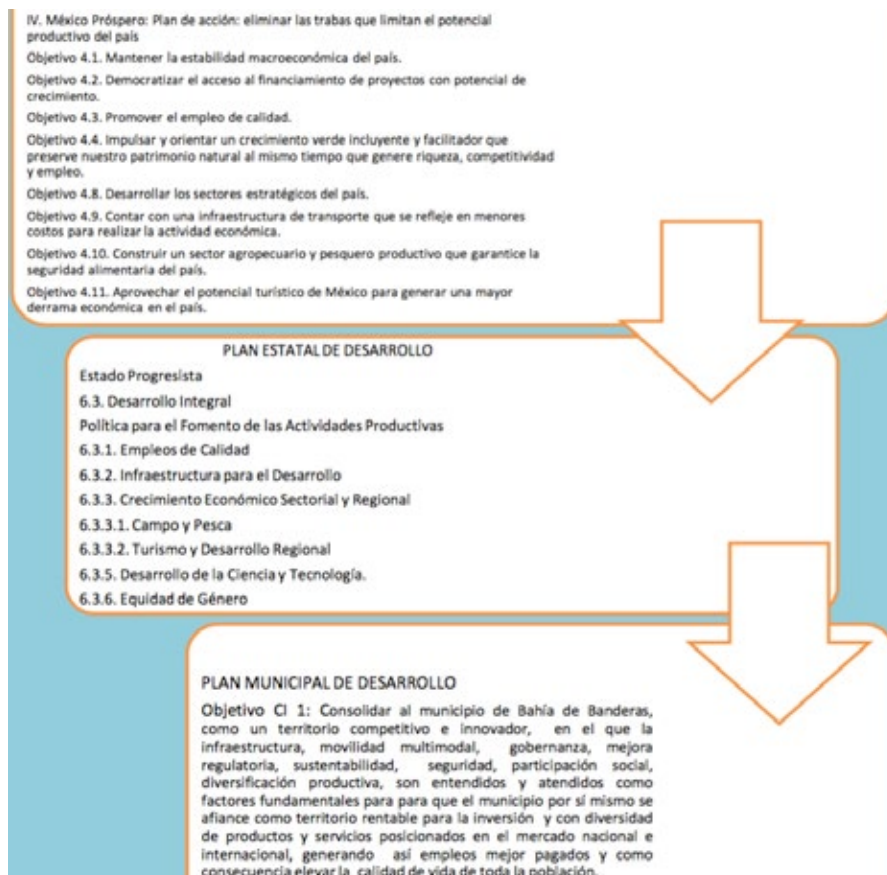 IV. México Próspero: Plan de acción: eliminar las trabas que limitan el potencial
productivo del país
Objetivo 4.1. Mantener la estabilidad macroeconómica del país.
Objetivo 4.2. Democratizar el acceso al financiamiento de proyectos con potencial de
crecimiento.
Objetivo 4.3. Promover el empleo de calidad.
Objetivo 4.4. Impulsar y orientar un crecimiento verde incluyente y facilitador que
preserve nuestro patrimonio natural al mismo tiempo que genere riqueza, competitividad
y empleo.
Objetivo 4.8. Desarrollar los sectores estratégicos del país.
Objetivo 4.9. Contar con una infraestructura de transporte que se refleje en menores
costos para realizar la actividad económica.
Objetivo 4.10. Construir un sector agropecuario y pesquero productivo que garantice la
seguridad alimentaria del país.
Objetivo 4.11. Aprovechar el potencial turístico de México para generar una mayor
derrama económica en el país.
PLAN ESTATAL DE DESARROLLO
Estado Progresista
6.3. Desarrollo Integral
Política para el Fomento de las Actividades Productivas
6.3.1. Empleos de Calidad
6.3.2. Infraestructura para el Desarrollo
6.3.3. Crecimiento Económico Sectorial y Regional
6.3.3.1. Campo y Pesca
6.3.3.2. Turismo y Desarrollo Regional
6.3.5. Desarrollo de la Ciencia y Tecnología.
6.3.6. Equidad de Género
PLAN MUNICIPAL DE DESARROLLO
Objetivo CI 1: Consolidar al municipio de Bahía de Banderas,
como un territorio competitivo e innovador, en el que la
infraestructura, movilidad multimodal, gobernanza, mejora
regulatoria, sustentabilidad, seguridad, participación social,
diversificación productiva, son entendidos y atendidos como
factores fundamentales para para que el municipio por sí mismo se
afiance como territorio rentable para la inversión y con diversidad
de productos y servicios posicionados en el mercado nacional e
internacional, generando así empleos mejor pagados y como
consecuencia elevar la calidad de vida de toda la población.